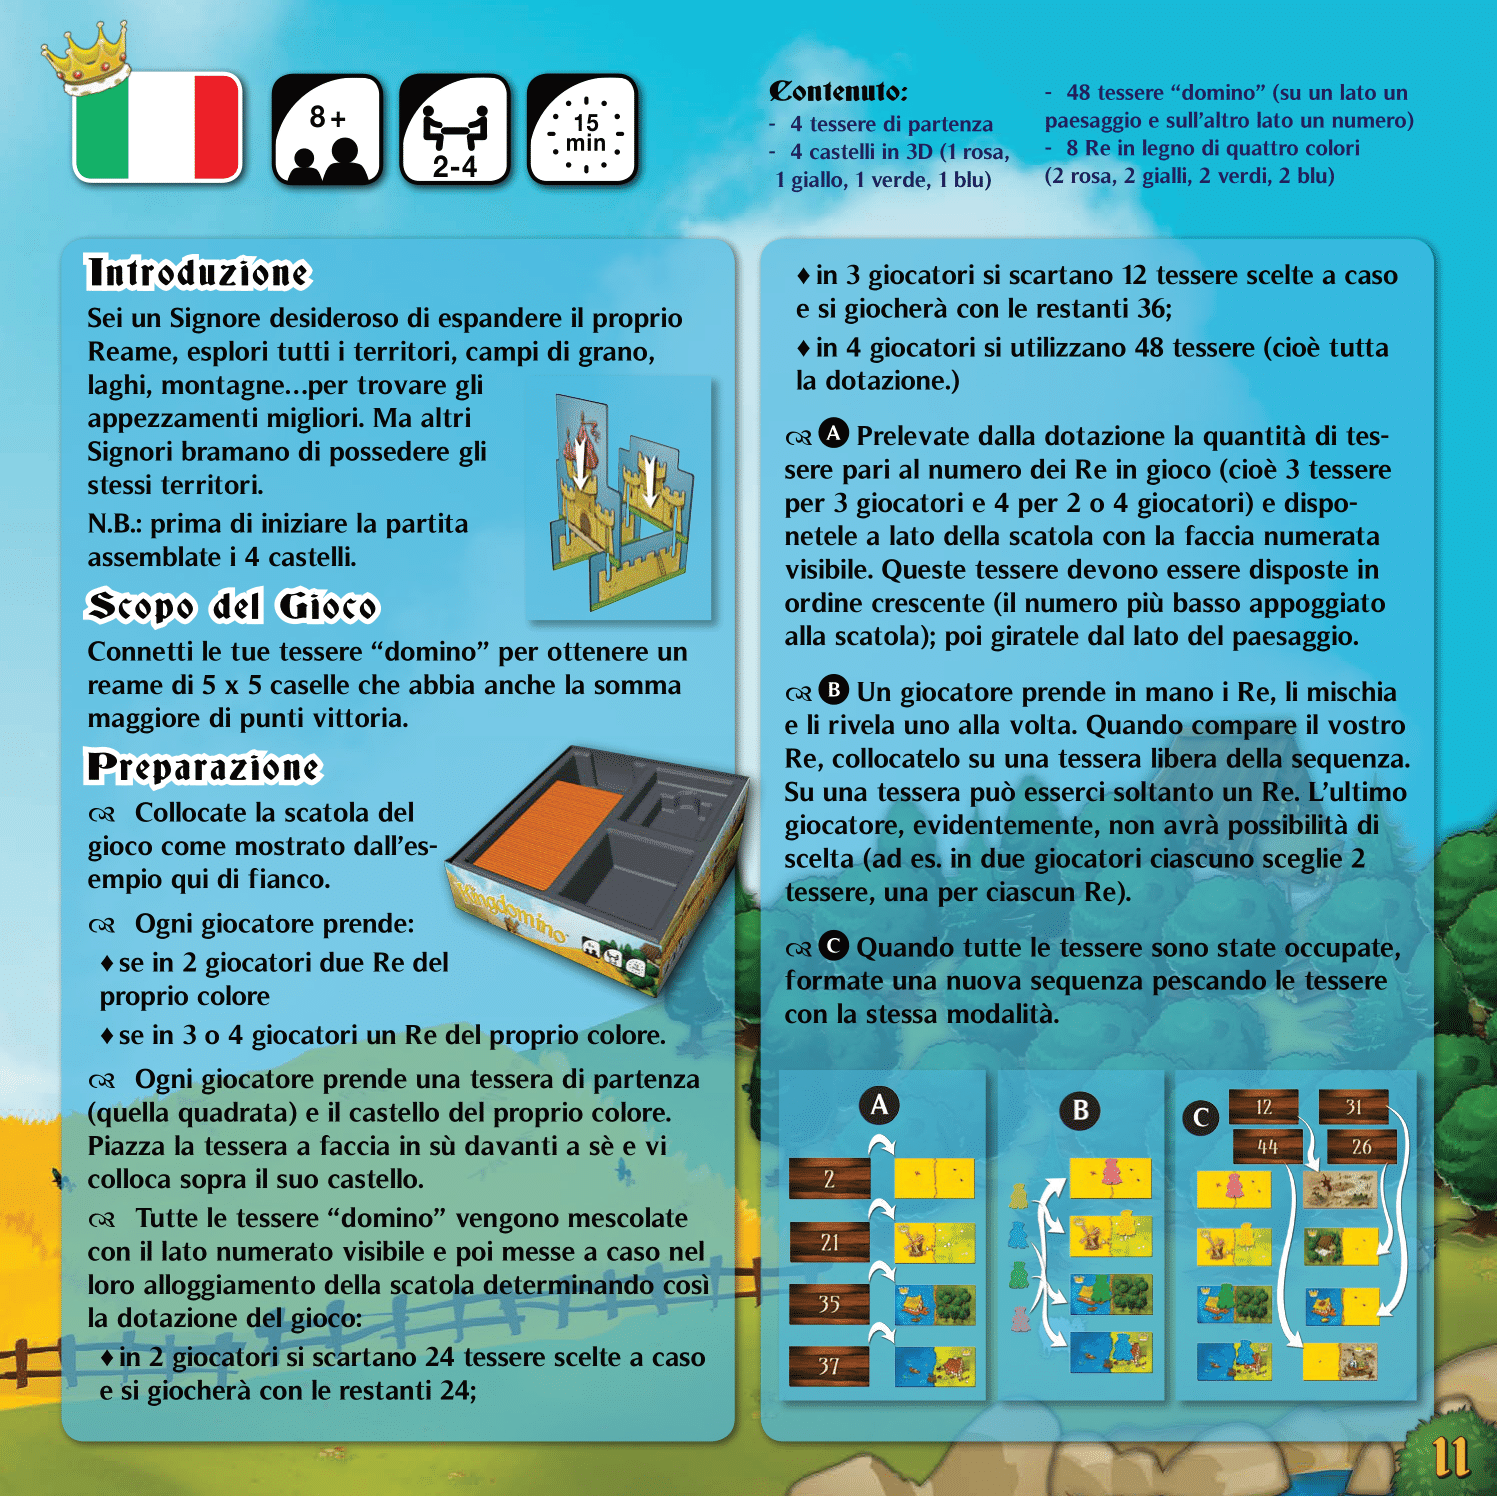 8+
2-4
15
min
Contenuto:
- 4 tessere di partenza
- 4 castelli in 3D (1 rosa,
1 giallo, 1 verde, 1 blu)
- 48 tessere “domino” (su un lato un
paesaggio e sull’altro lato un numero)
- 8 Re in legno di quattro colori
(2 rosa, 2 gialli, 2 verdi, 2 blu)
Introduzione
Sei un Signore desideroso di espandere il proprio
Reame, esplori tutti i territori, campi di grano,
laghi, montagne…per trovare gli
appezzamenti migliori. Ma altri
Signori bramano di possedere gli
stessi territori.
N.B.: prima di iniziare la partita
assemblate i 4 castelli.
Scopo del Gioco
Connetti le tue tessere “domino” per ottenere un
reame di 5 x 5 caselle che abbia anche la somma
maggiore di punti vittoria.
Preparazione
Collocate la scatola del
gioco come mostrato dall’es-
empio qui di fianco.
Ogni giocatore prende:
♦ se in 2 giocatori due Re del
proprio colore
♦ se in 3 o 4 giocatori un Re del proprio colore.
Ogni giocatore prende una tessera di partenza
(quella quadrata) e il castello del proprio colore.
Piazza la tessera a faccia in sù davanti a sè e vi
colloca sopra il suo castello.
Tutte le tessere “domino” vengono mescolate
con il lato numerato visibile e poi messe a caso nel
loro alloggiamento della scatola determinando così
la dotazione del gioco:
♦ in 2 giocatori si scartano 24 tessere scelte a caso
e si giocherà con le restanti 24;
Kingdomino
♦ in 3 giocatori si scartano 12 tessere scelte a caso
e si giocherà con le restanti 36;
♦ in 4 giocatori si utilizzano 48 tessere (cioè tutta
la dotazione.)
A Prelevate dalla dotazione la quantità di tes-
sere pari al numero dei Re in gioco (cioè 3 tessere
per 3 giocatori e 4 per 2 o 4 giocatori) e dispo-
netele a lato della scatola con la faccia numerata
visibile. Queste tessere devono essere disposte in
ordine crescente (il numero più basso appoggiato
alla scatola); poi giratele dal lato del paesaggio.
B Un giocatore prende in mano i Re, li mischia
e li rivela uno alla volta. Quando compare il vostro
Re, collocatelo su una tessera libera della sequenza.
Su una tessera può esserci soltanto un Re. L’ultimo
giocatore, evidentemente, non avrà possibilità di
scelta (ad es. in due giocatori ciascuno sceglie 2
tessere, una per ciascun Re).
C Quando tutte le tessere sono state occupate,
formate una nuova sequenza pescando le tessere
con la stessa modalità.
A
2
21
35
37
B
C
12
31
44
26
11